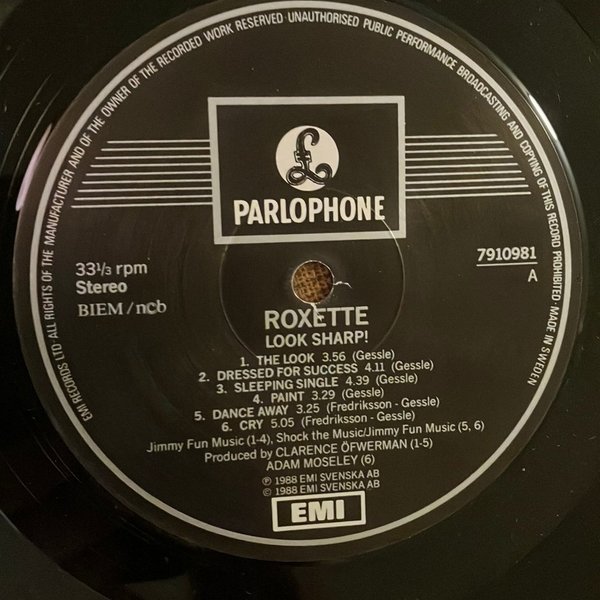 EMI RECORDS LTD·ALL RIGHTS OF THE MANUFACTURER AND OF THE OWNER OF THE RECORDED WORK RESERVED·UNAUTHORISED PUBLIC PERFORMANCE BROADCASTING AND COPYING OF THIS RECORD PROHIBITED·MADE IN SWEDEN
£
PARLOPHONE
33⅓ rpm
Stereo
BIEM/ncb
7910981
A
ROXETTE
LOOK SHARP!
1. THE LOOK 3.56 (Gessle)
2. DRESSED FOR SUCCESS 4.11 (Gessle)
3. SLEEPING SINGLE 4.39 (Gessle)
4. PAINT 3.29 (Gessle)
5. DANCE AWAY 3.25 (Fredriksson - Gessle)
6. CRY 5.05 (Fredriksson - Gessle)
Jimmy Fun Music (1-4), Shock the Music/Jimmy Fun Music (5, 6)
Produced by CLARENCE ÖFWERMAN (1-5)
ADAM MOSELEY (6)
℗ 1988 EMI SVENSKA AB
© 1988 EMI SVENSKA AB
EMI